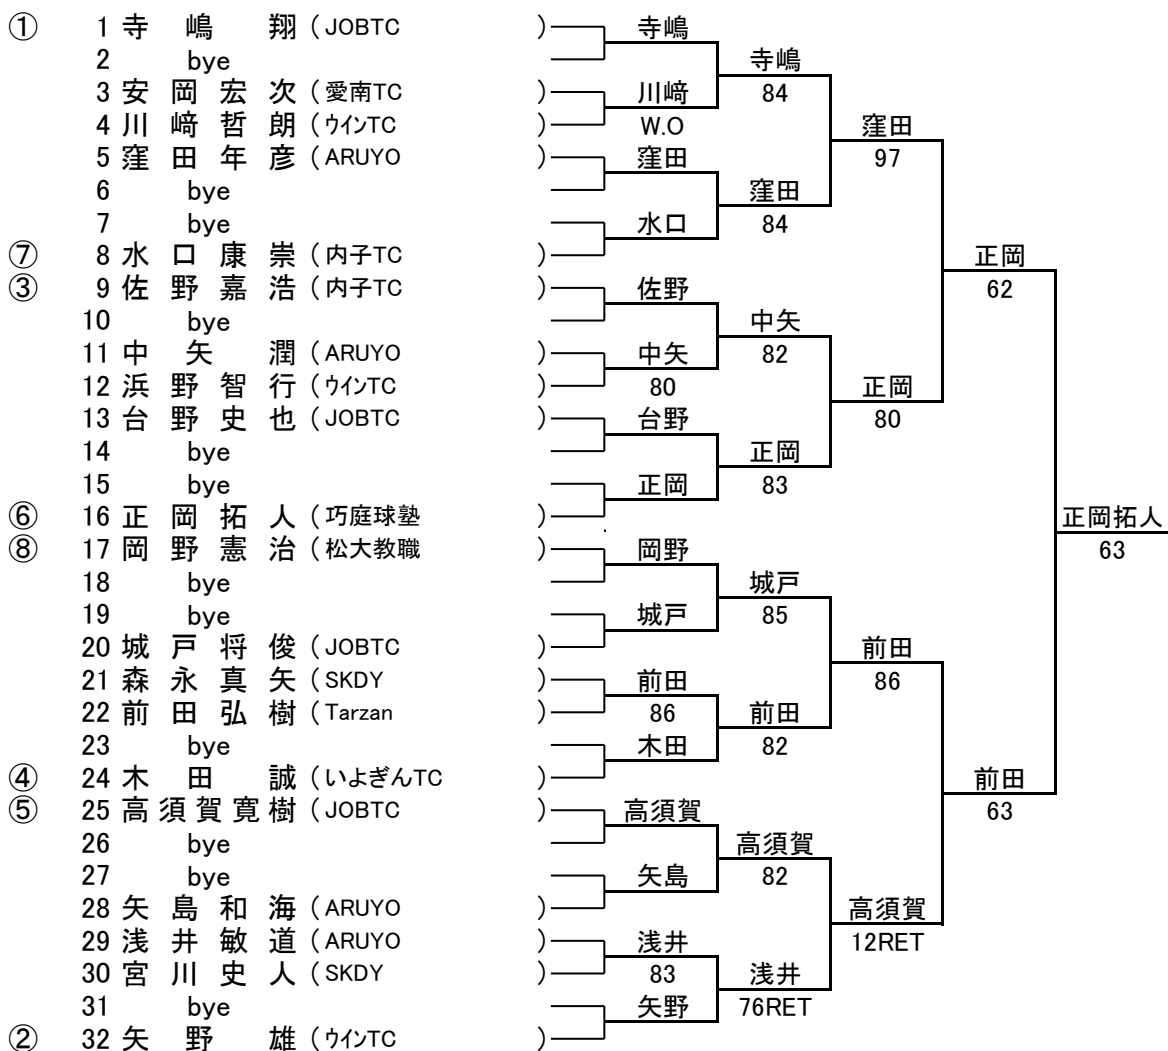 ① 1 寺嶋 翔 (JOBTC) 寺嶋
2 bye 寺嶋
3 安岡宏次 (愛南TC) 川﨑 84
4 川﨑哲朗 (ウインTC) W.O 窪田
5 窪田年彦 (ARUYO) 窪田 97
6 bye 窪田
7 bye 水口 84
⑦ 8 水口康崇 (内子TC) 正岡
③ 9 佐野嘉浩 (内子TC) 佐野 62
10 bye 中矢
11 中矢 潤 (ARUYO) 中矢 82
12 浜野智行 (ウインTC) 80 正岡
13 台野史也 (JOBTC) 台野 80
14 bye 正岡
15 bye 正岡 83
⑥ 16 正岡拓人 (巧庭球塾) 正岡拓人
⑧ 17 岡野憲治 (松大教職) 岡野 63
18 bye 城戸
19 bye 城戸 85
20 城戸将俊 (JOBTC) 前田
21 森永真矢 (SKDY) 前田 86
22 前田弘樹 (Tarzan) 86 前田
23 bye 木田 82
④ 24 木田 誠 (いよぎんTC) 前田
⑤ 25 高須賀寛樹 (JOBTC) 高須賀 63
26 bye 高須賀
27 bye 矢島 82
28 矢島和海 (ARUYO) 高須賀
29 浅井敏道 (ARUYO) 浅井 12RET
30 宮川史人 (SKDY) 83 浅井
31 bye 矢野 76RET
② 32 矢野 雄 (ウインTC)